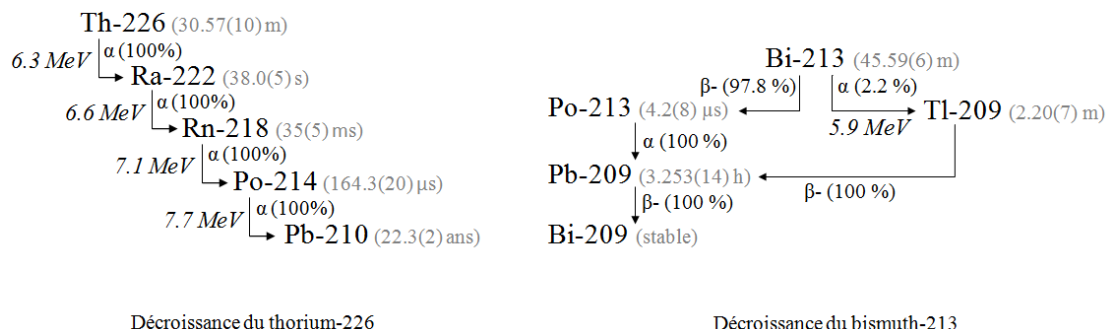 Th-226 (30.57(10) m)
6.3 MeV α (100%)
Ra-222 (38.0(5) s)
6.6 MeV α (100%)
Rn-218 (35(5) ms)
7.1 MeV α (100%)
Po-214 (164.3(20) µs)
7.7 MeV α (100%)
Pb-210 (22.3(2) ans)
Décroissance du thorium-226
Bi-213 (45.59(6) m)
β- (97.8 %) α (2.2 %)
Po-213 (4.2(8) µs) Tl-209 (2.20(7) m)
5.9 MeV
α (100 %)
Pb-209 (3.253(14) h)
β- (100 %) β- (100 %)
Bi-209 (stable)
Décroissance du bismuth-213